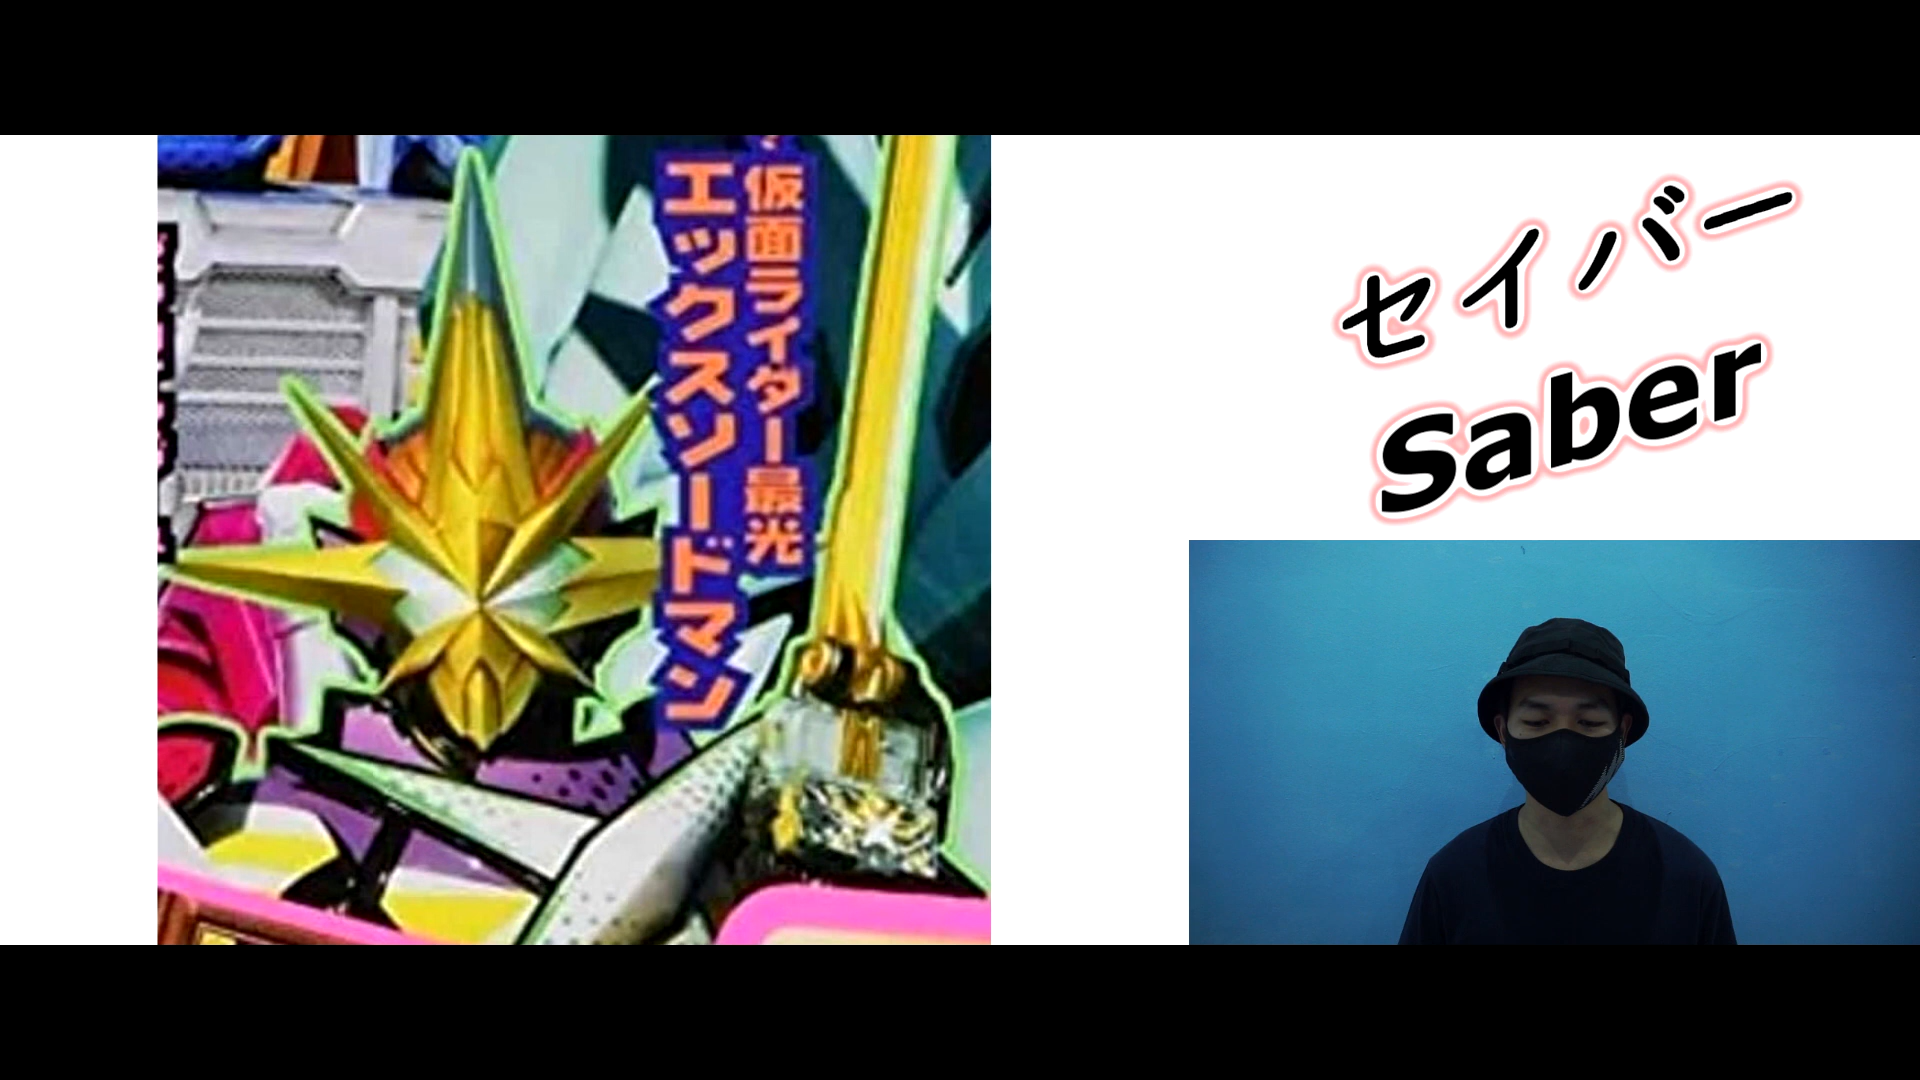 仮面ライダー最光
エックスソードマン
セイバー
Saber